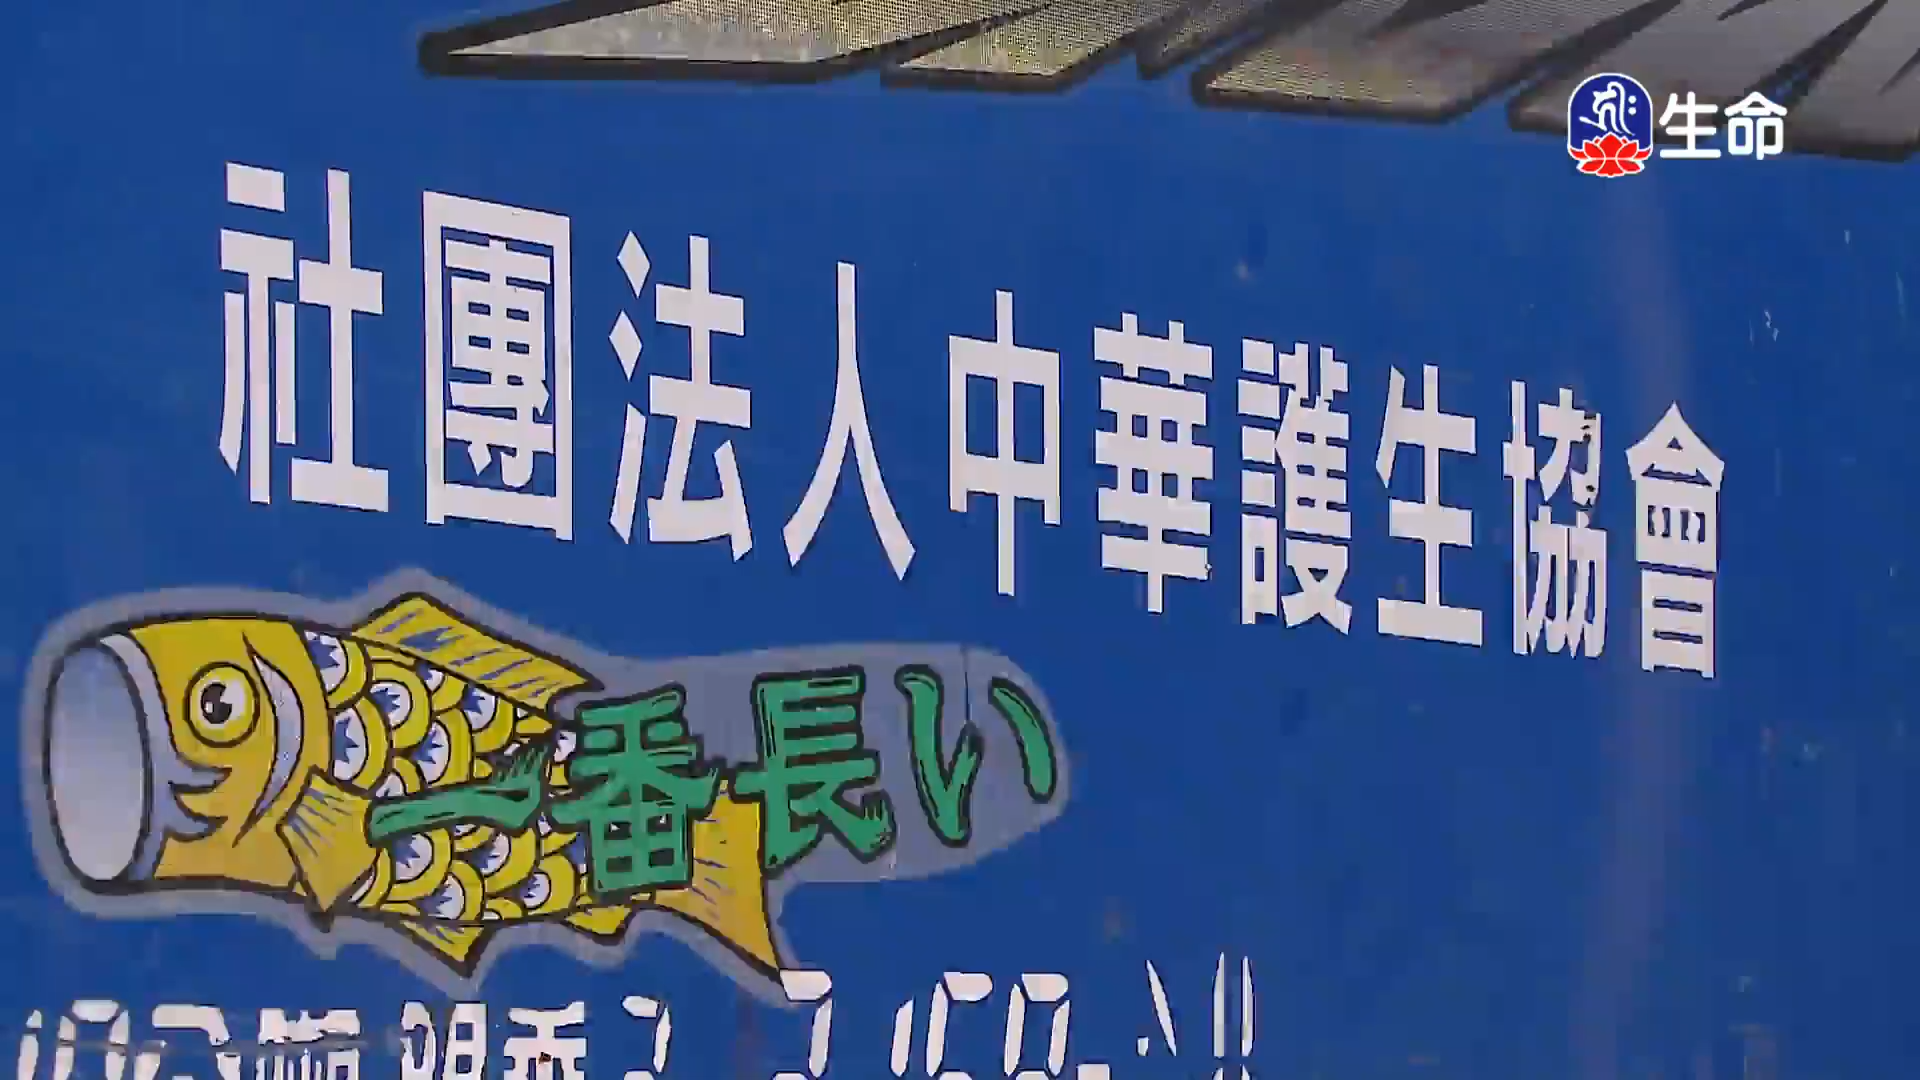 生命
社團法人中華護生協會
一番長い